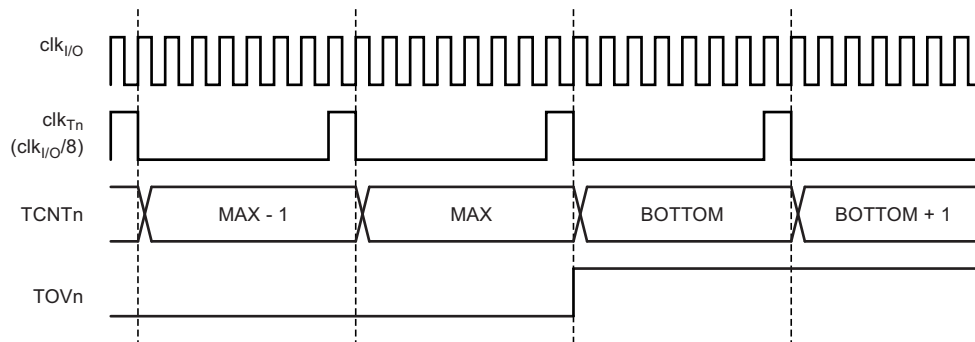 clkI/O
clkTn
(clkI/O/8)
TCNTn MAX - 1 MAX BOTTOM BOTTOM + 1
TOVn